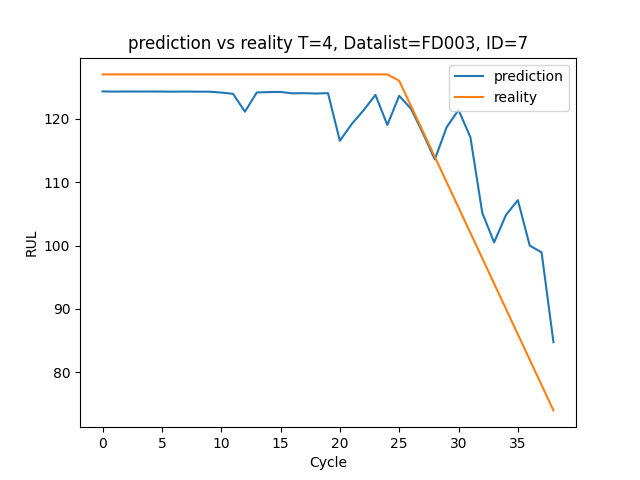 prediction vs reality T=4, Datalist=FD003, ID=7
prediction
reality
RUL
120
110
100
90
80
0 5 10 15 20 25 30 35
Cycle